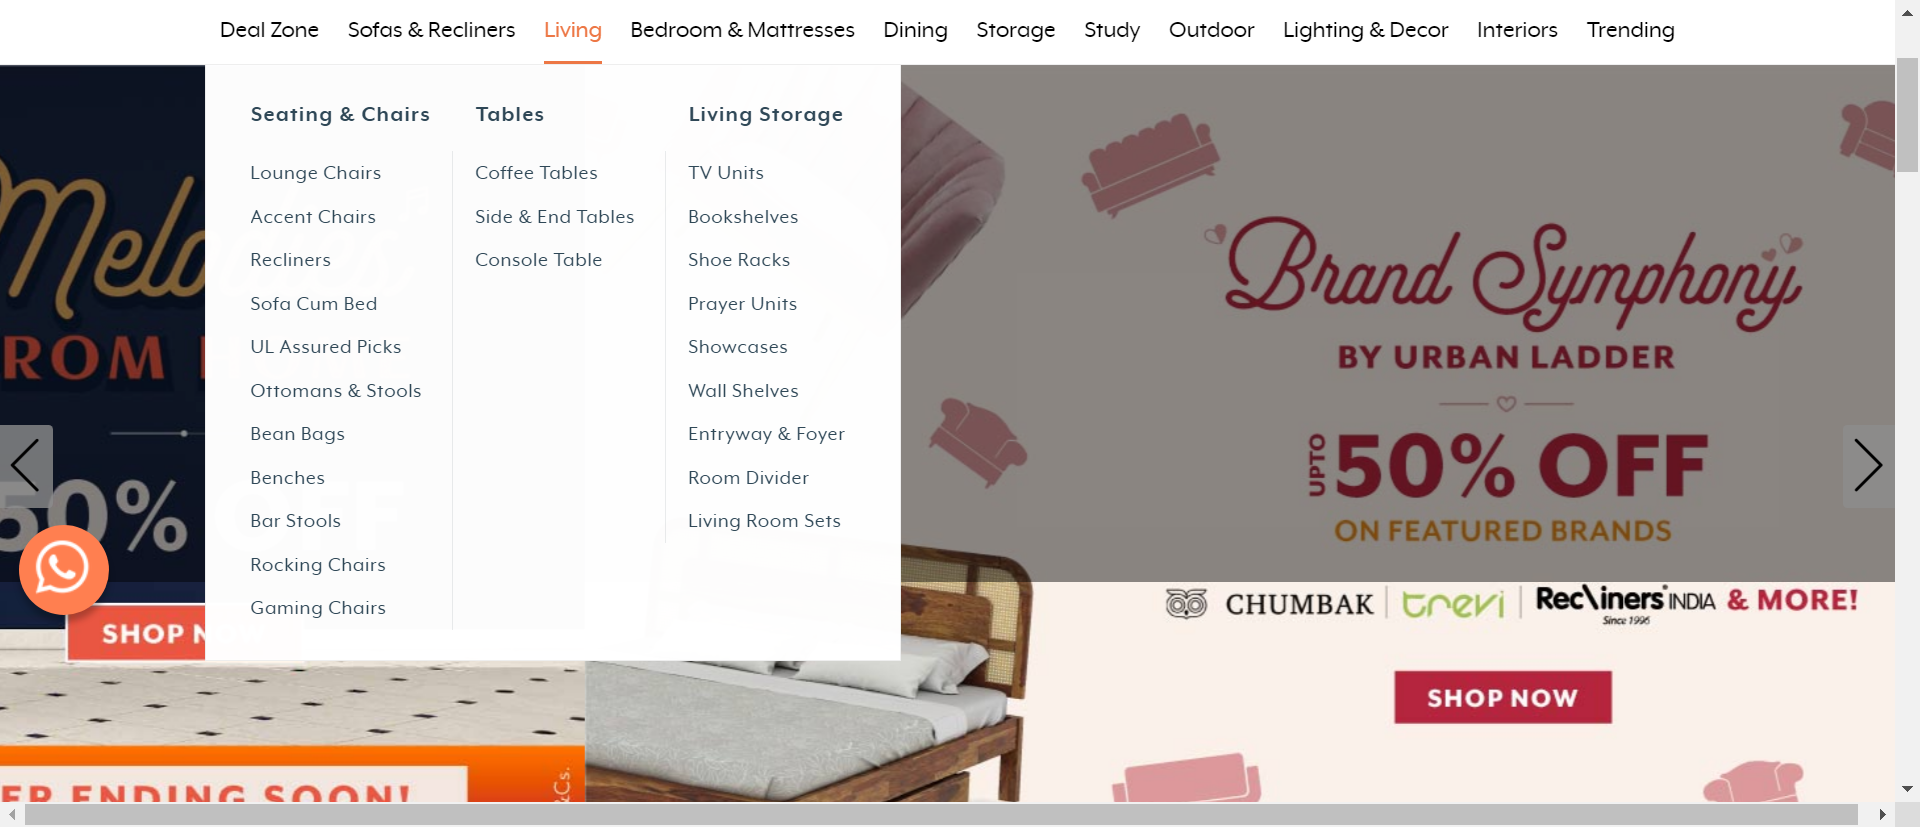 Deal Zone Sofas & Recliners Living Bedroom & Mattresses Dining Storage Study Outdoor Lighting & Decor Interiors Trending
Seating & Chairs
Lounge Chairs
Accent Chairs
Recliners
Sofa Cum Bed
UL Assured Picks
Ottomans & Stools
Bean Bags
Benches
Bar Stools
Rocking Chairs
Gaming Chairs
Tables
Coffee Tables
Side & End Tables
Console Table
Living Storage
TV Units
Bookshelves
Shoe Racks
Prayer Units
Showcases
Wall Shelves
Entryway & Foyer
Room Divider
Living Room Sets
ROM
50% OFF
SHOP NOW
ER ENDING SOON!
&Cs.
Brand Symphony
BY URBAN LADDER
UPTO 50% OFF
ON FEATURED BRANDS
CHUMBAK trevi Recliners INDIA & MORE!
Since 1996
SHOP NOW